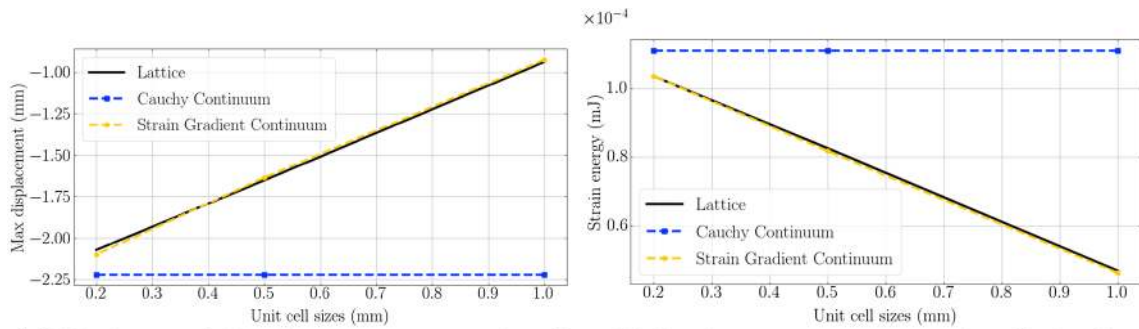 ×10⁻⁴
−1.00
−1.25
−1.50
−1.75
−2.00
−2.25
Max displacement (mm)
Lattice
Cauchy Continuum
Strain Gradient Continuum
0.2 0.3 0.4 0.5 0.6 0.7 0.8 0.9 1.0
Unit cell sizes (mm)
1.0
0.8
0.6
Strain energy (mJ)
Lattice
Cauchy Continuum
Strain Gradient Continuum
0.2 0.3 0.4 0.5 0.6 0.7 0.8 0.9 1.0
Unit cell sizes (mm)